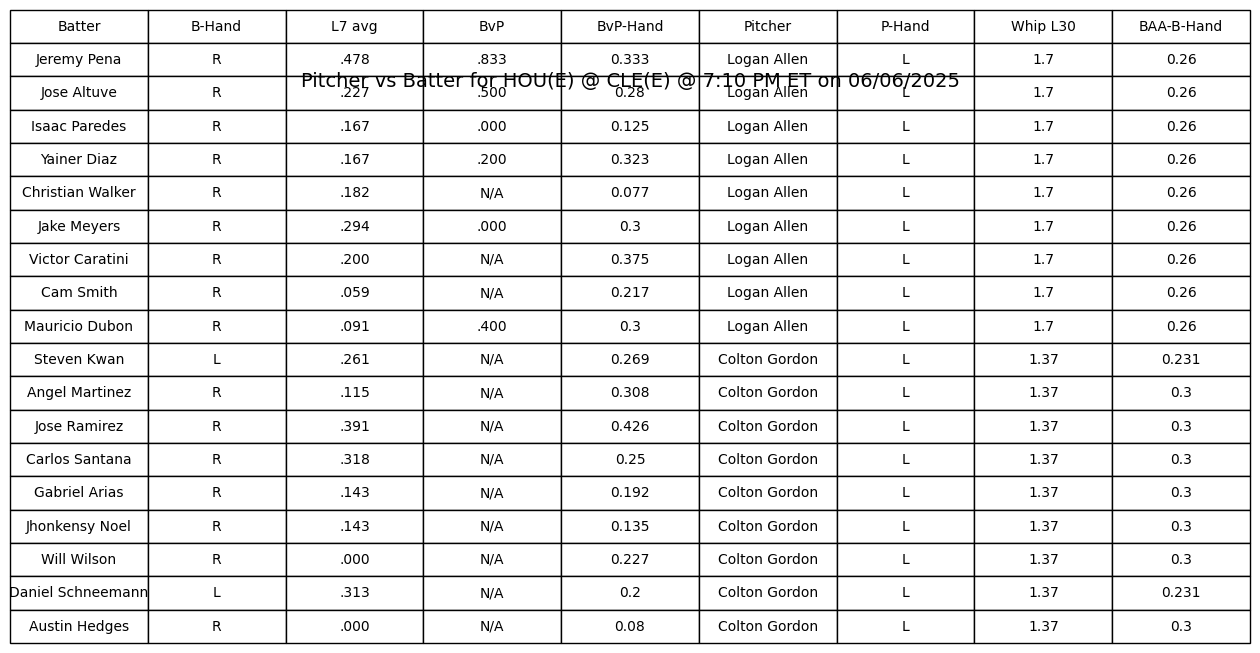 Batter B-Hand L7 avg BvP BvP-Hand Pitcher P-Hand Whip L30 BAA-B-Hand
Jeremy Pena R .478 .833 0.333 Logan Allen L 1.7 0.26
Pitcher vs Batter for HOU(E) @ CLE(E) @ 7:10 PM ET on 06/06/2025
Jose Altuve R .227 .500 0.28 Logan Allen L 1.7 0.26
Isaac Paredes R .167 .000 0.125 Logan Allen L 1.7 0.26
Yainer Diaz R .167 .200 0.323 Logan Allen L 1.7 0.26
Christian Walker R .182 N/A 0.077 Logan Allen L 1.7 0.26
Jake Meyers R .294 .000 0.3 Logan Allen L 1.7 0.26
Victor Caratini R .200 N/A 0.375 Logan Allen L 1.7 0.26
Cam Smith R .059 N/A 0.217 Logan Allen L 1.7 0.26
Mauricio Dubon R .091 .400 0.3 Logan Allen L 1.7 0.26
Steven Kwan L .261 N/A 0.269 Colton Gordon L 1.37 0.231
Angel Martinez R .115 N/A 0.308 Colton Gordon L 1.37 0.3
Jose Ramirez R .391 N/A 0.426 Colton Gordon L 1.37 0.3
Carlos Santana R .318 N/A 0.25 Colton Gordon L 1.37 0.3
Gabriel Arias R .143 N/A 0.192 Colton Gordon L 1.37 0.3
Jhonkensy Noel R .143 N/A 0.135 Colton Gordon L 1.37 0.3
Will Wilson R .000 N/A 0.227 Colton Gordon L 1.37 0.3
Daniel Schneemann L .313 N/A 0.2 Colton Gordon L 1.37 0.231
Austin Hedges R .000 N/A 0.08 Colton Gordon L 1.37 0.3